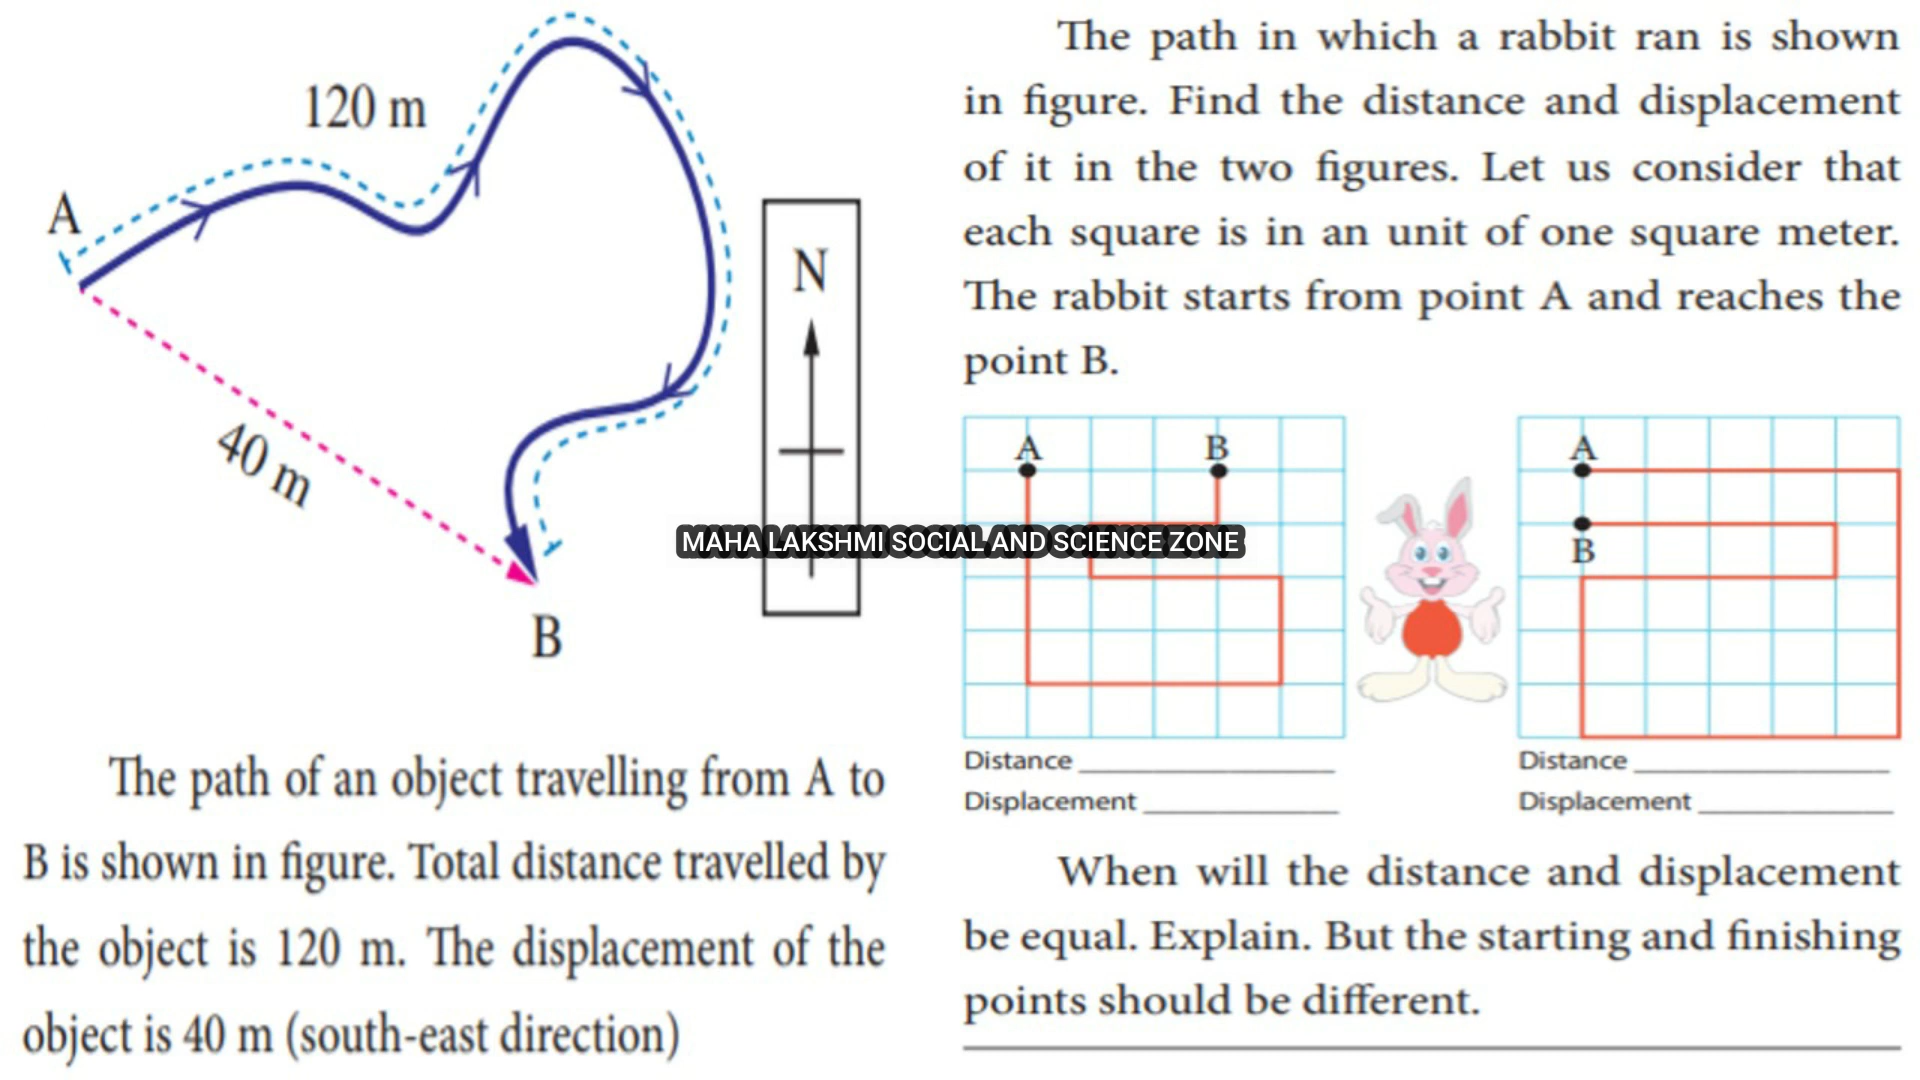 120 m
A
N
40 m
B
The path of an object travelling from A to
B is shown in figure. Total distance travelled by
the object is 120 m. The displacement of the
object is 40 m (south-east direction)
The path in which a rabbit ran is shown
in figure. Find the distance and displacement
of it in the two figures. Let us consider that
each square is in an unit of one square meter.
The rabbit starts from point A and reaches the
point B.
A B
A
B
MAHA LAKSHMI SOCIAL AND SCIENCE ZONE
Distance
Displacement
Distance
Displacement
When will the distance and displacement
be equal. Explain. But the starting and finishing
points should be different.